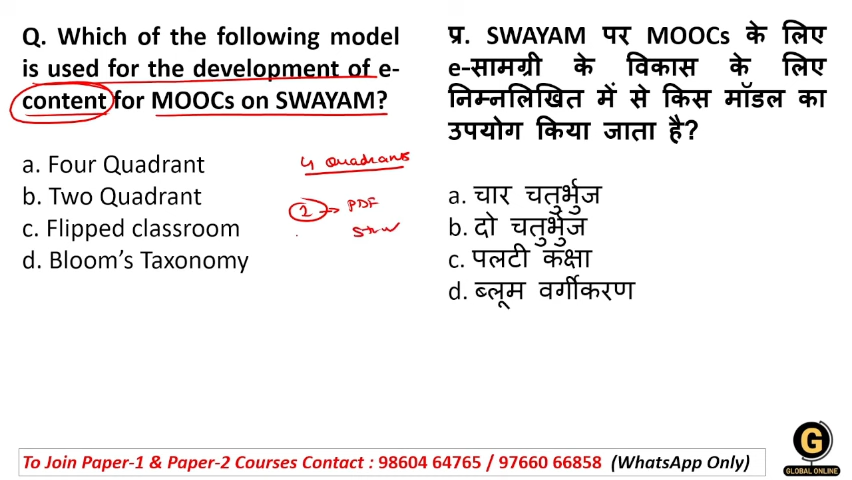 Q. Which of the following model
is used for the development of e-
content for MOOCs on SWAYAM?
a. Four Quadrant
b. Two Quadrant
c. Flipped classroom
d. Bloom's Taxonomy
4 Quadrants
2 → PDF
प्र. SWAYAM पर MOOCs के लिए
e-सामग्री के विकास के लिए
निम्नलिखित में से किस मॉडल का
उपयोग किया जाता है?
a. चार चतुर्भुज
b. दो चतुर्भुज
c. पलटी कक्षा
d. ब्लूम वर्गीकरण
To Join Paper-1 & Paper-2 Courses Contact : 98604 64765 / 97660 66858 (WhatsApp Only)
G
GLOBAL ONLINE